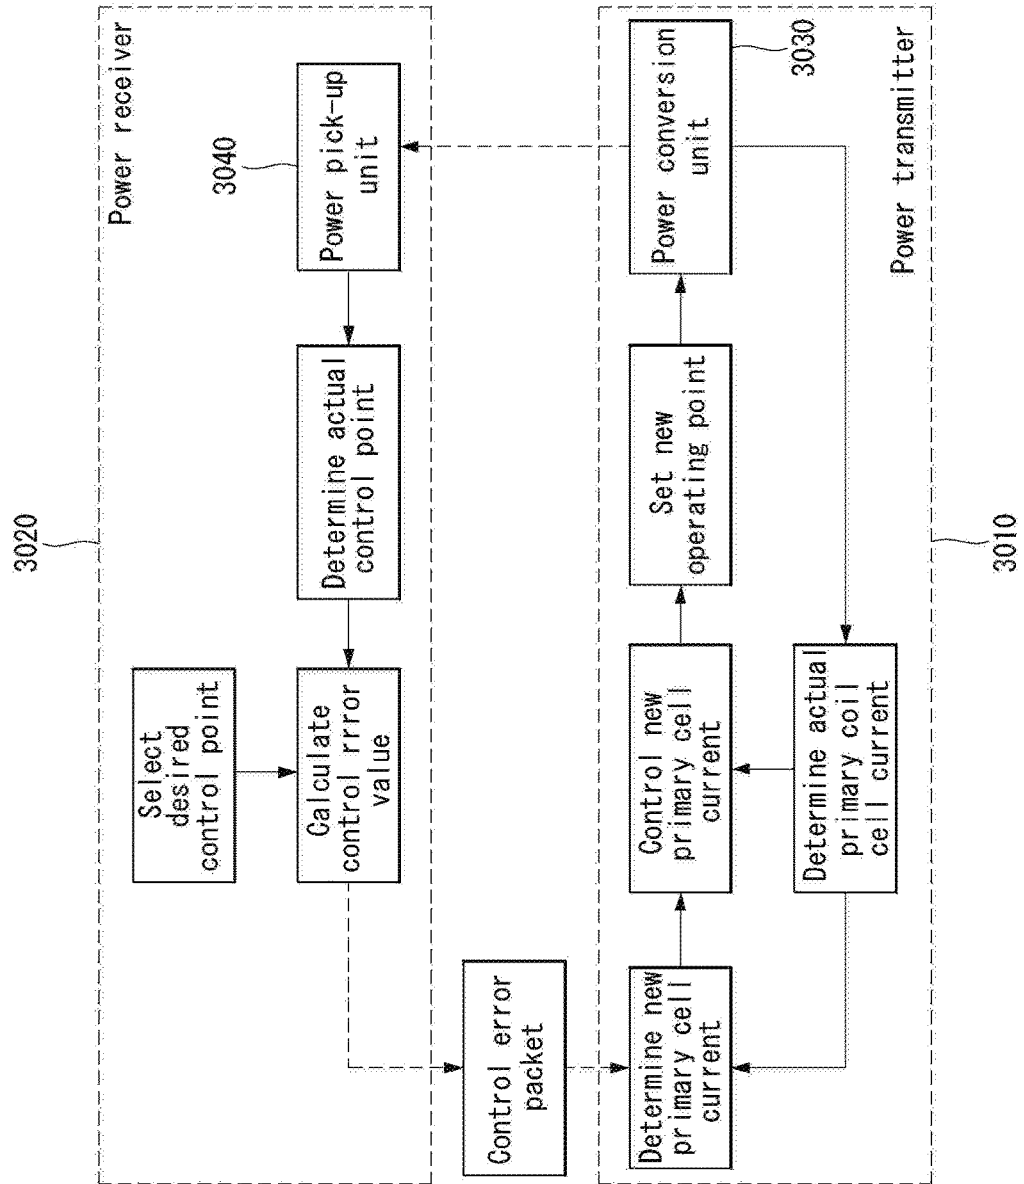 3020
Power receiver
Select
desired
control point
Calculate
control rror
value
Determine actual
control point
Power pick-up
unit
3040
Control error
packet
Determine new
primary cell
current
Control new
primary cell
current
Set new
operating point
Power conversion
unit
3030
Determine actual
primary coil
cell current
Power transmitter
3010